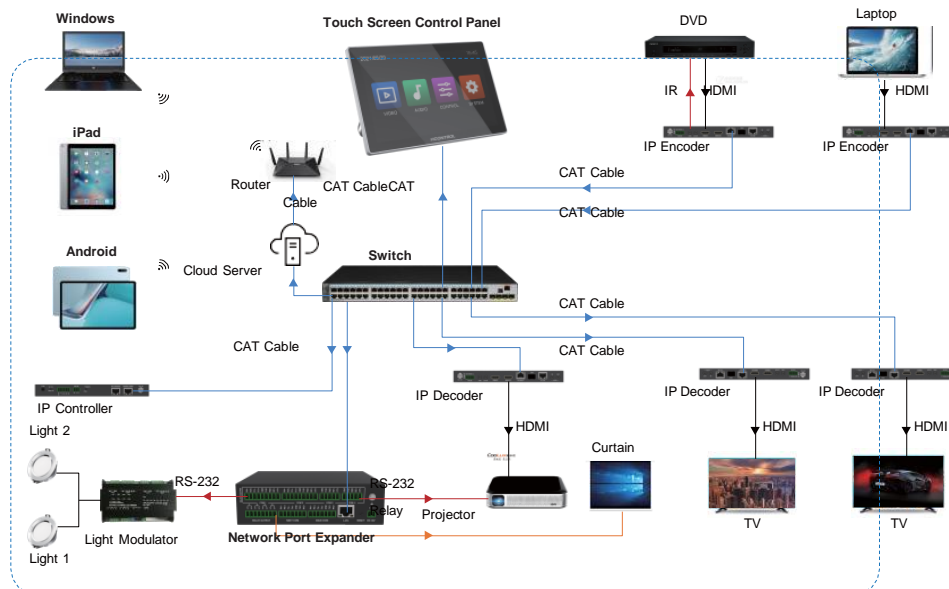 Windows
Touch Screen Control Panel
DVD
Laptop
IR
HDMI
HDMI
iPad
IP Encoder
IP Encoder
VIDEO
AUDIO
CONTROL
Router
CAT CableCAT
Cable
CAT Cable
CAT Cable
Android
Cloud Server
Switch
CAT Cable
CAT Cable
CAT Cable
IP Controller
IP Decoder
IP Decoder
IP Decoder
Light 2
HDMI
HDMI
HDMI
Curtain
RS-232
RS-232
Relay
Projector
Light Modulator
Network Port Expander
TV
TV
Light 1